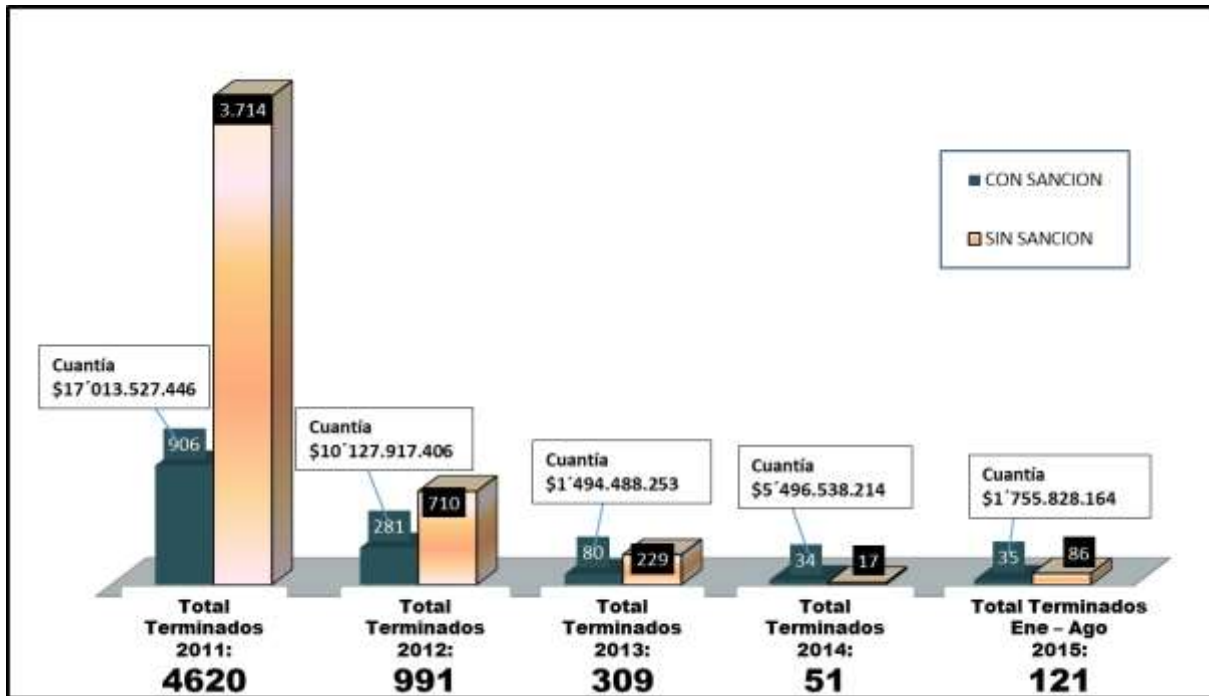 3.714
CON SANCION
SIN SANCION
Cuantía
$17´013.527.446
906
Cuantía
$10´127.917.406
281
710
Cuantía
$1´494.488.253
80
229
Cuantía
$5´496.538.214
34
17
Cuantía
$1´755.828.164
35
86
Total
Terminados
2011:
4620
Total
Terminados
2012:
991
Total
Terminados
2013:
309
Total
Terminados
2014:
51
Total Terminados
Ene – Ago
2015:
121